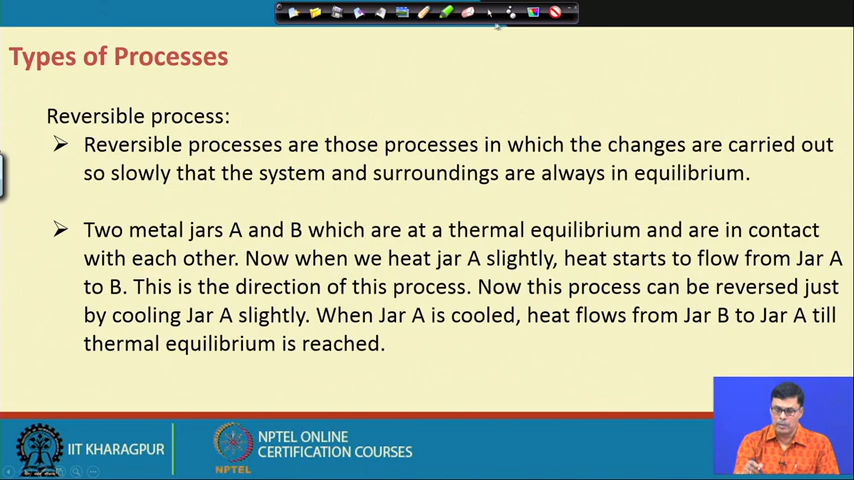 Types of Processes
Reversible process:
➢ Reversible processes are those processes in which the changes are carried out
so slowly that the system and surroundings are always in equilibrium.
➢ Two metal jars A and B which are at a thermal equilibrium and are in contact
with each other. Now when we heat jar A slightly, heat starts to flow from Jar A
to B. This is the direction of this process. Now this process can be reversed just
by cooling Jar A slightly. When Jar A is cooled, heat flows from Jar B to Jar A till
thermal equilibrium is reached.
IIT KHARAGPUR
NPTEL
NPTEL ONLINE
CERTIFICATION COURSES